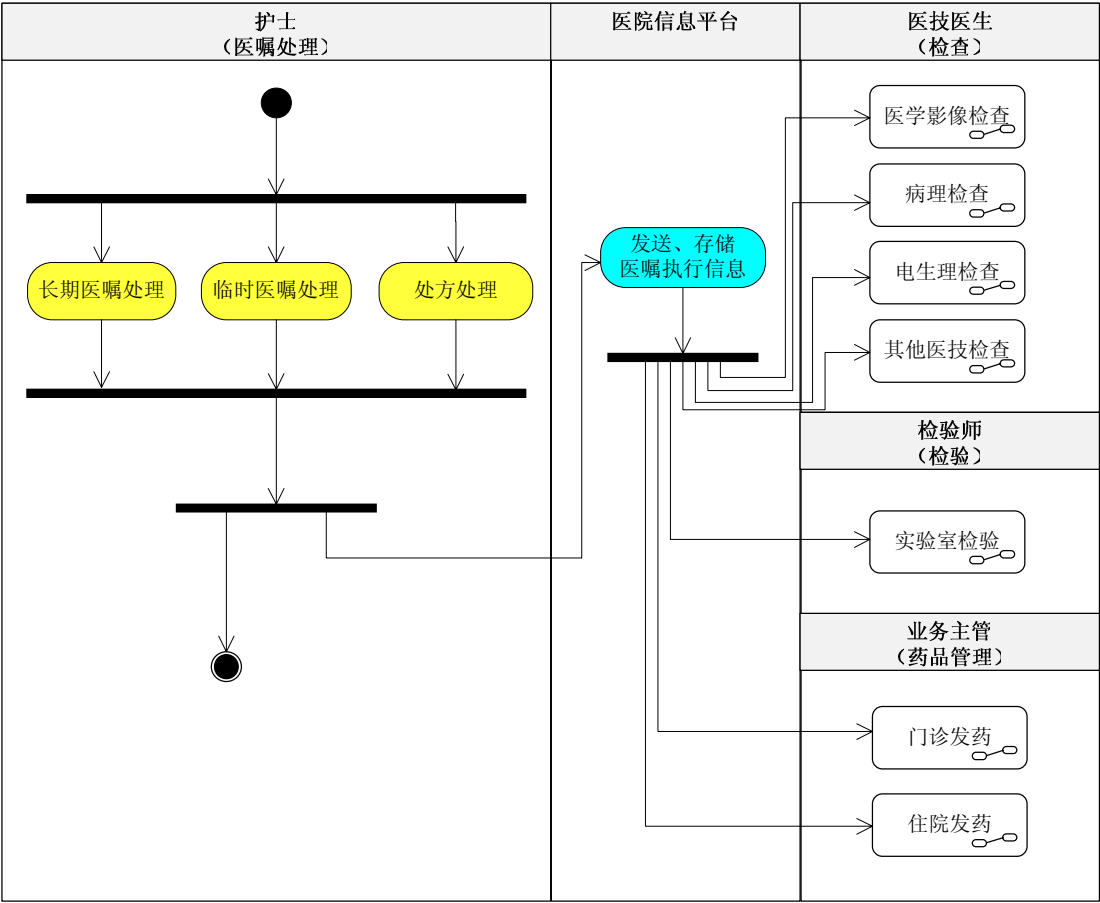 护士
（医嘱处理）
医院信息平台
医技医生
（检查）
长期医嘱处理
临时医嘱处理
处方处理
发送、存储
医嘱执行信息
医学影像检查
病理检查
电生理检查
其他医技检查
检验师
（检验）
实验室检验
业务主管
（药品管理）
门诊发药
住院发药